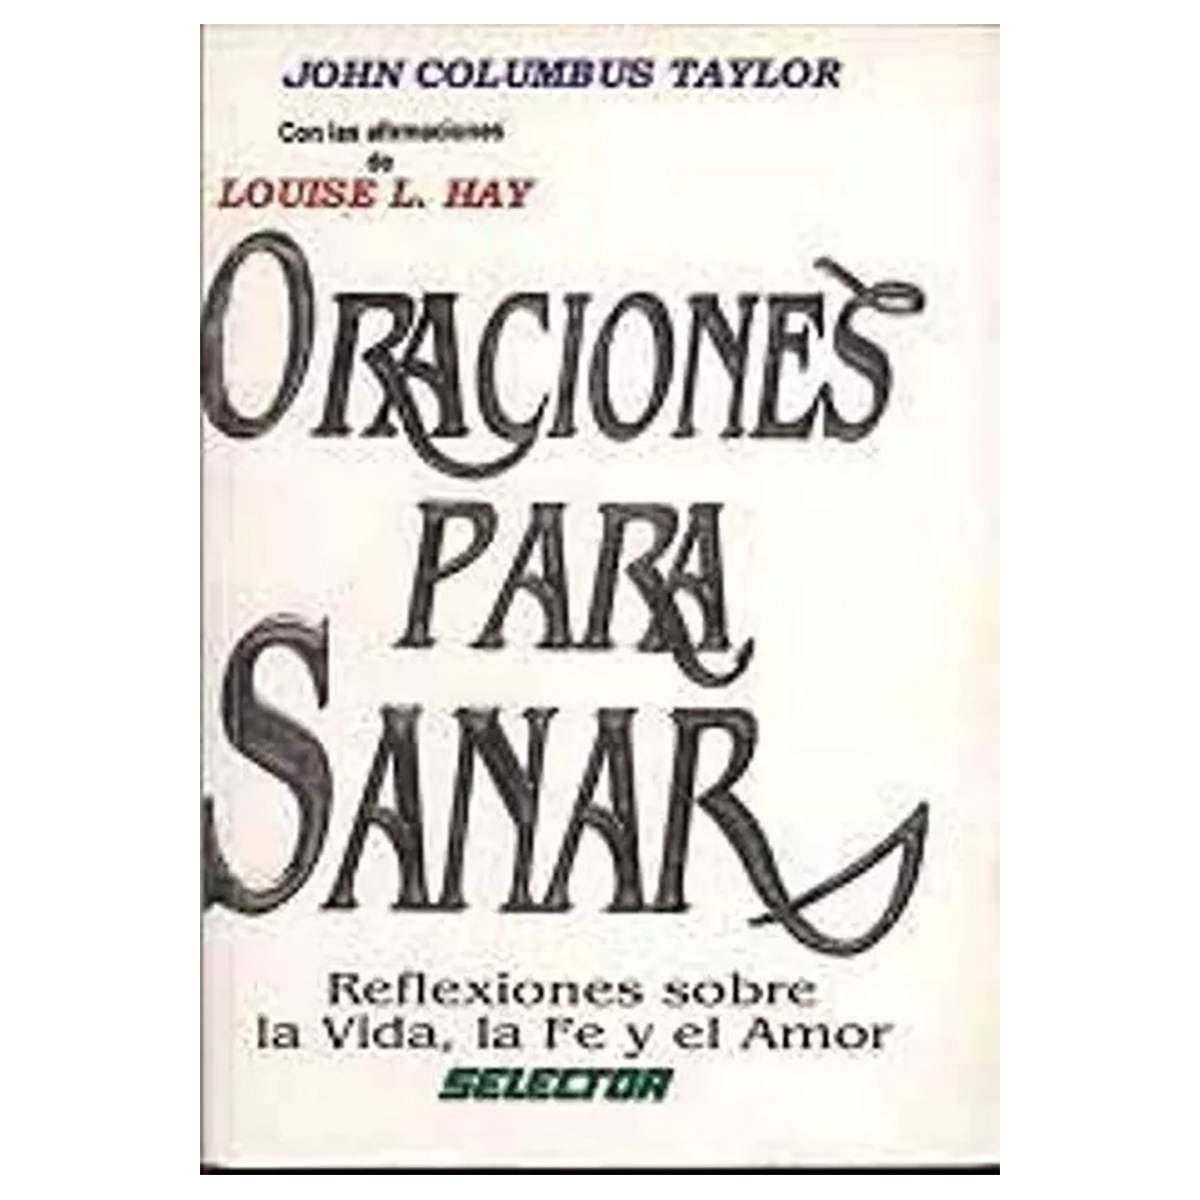 JOHN COLUMBUS TAYLOR
Con las afirmaciones
de
LOUISE L. HAY
ORACIONES
PARA
SANAR
Reflexiones sobre
la Vida, la Fe y el Amor
SELECTOR